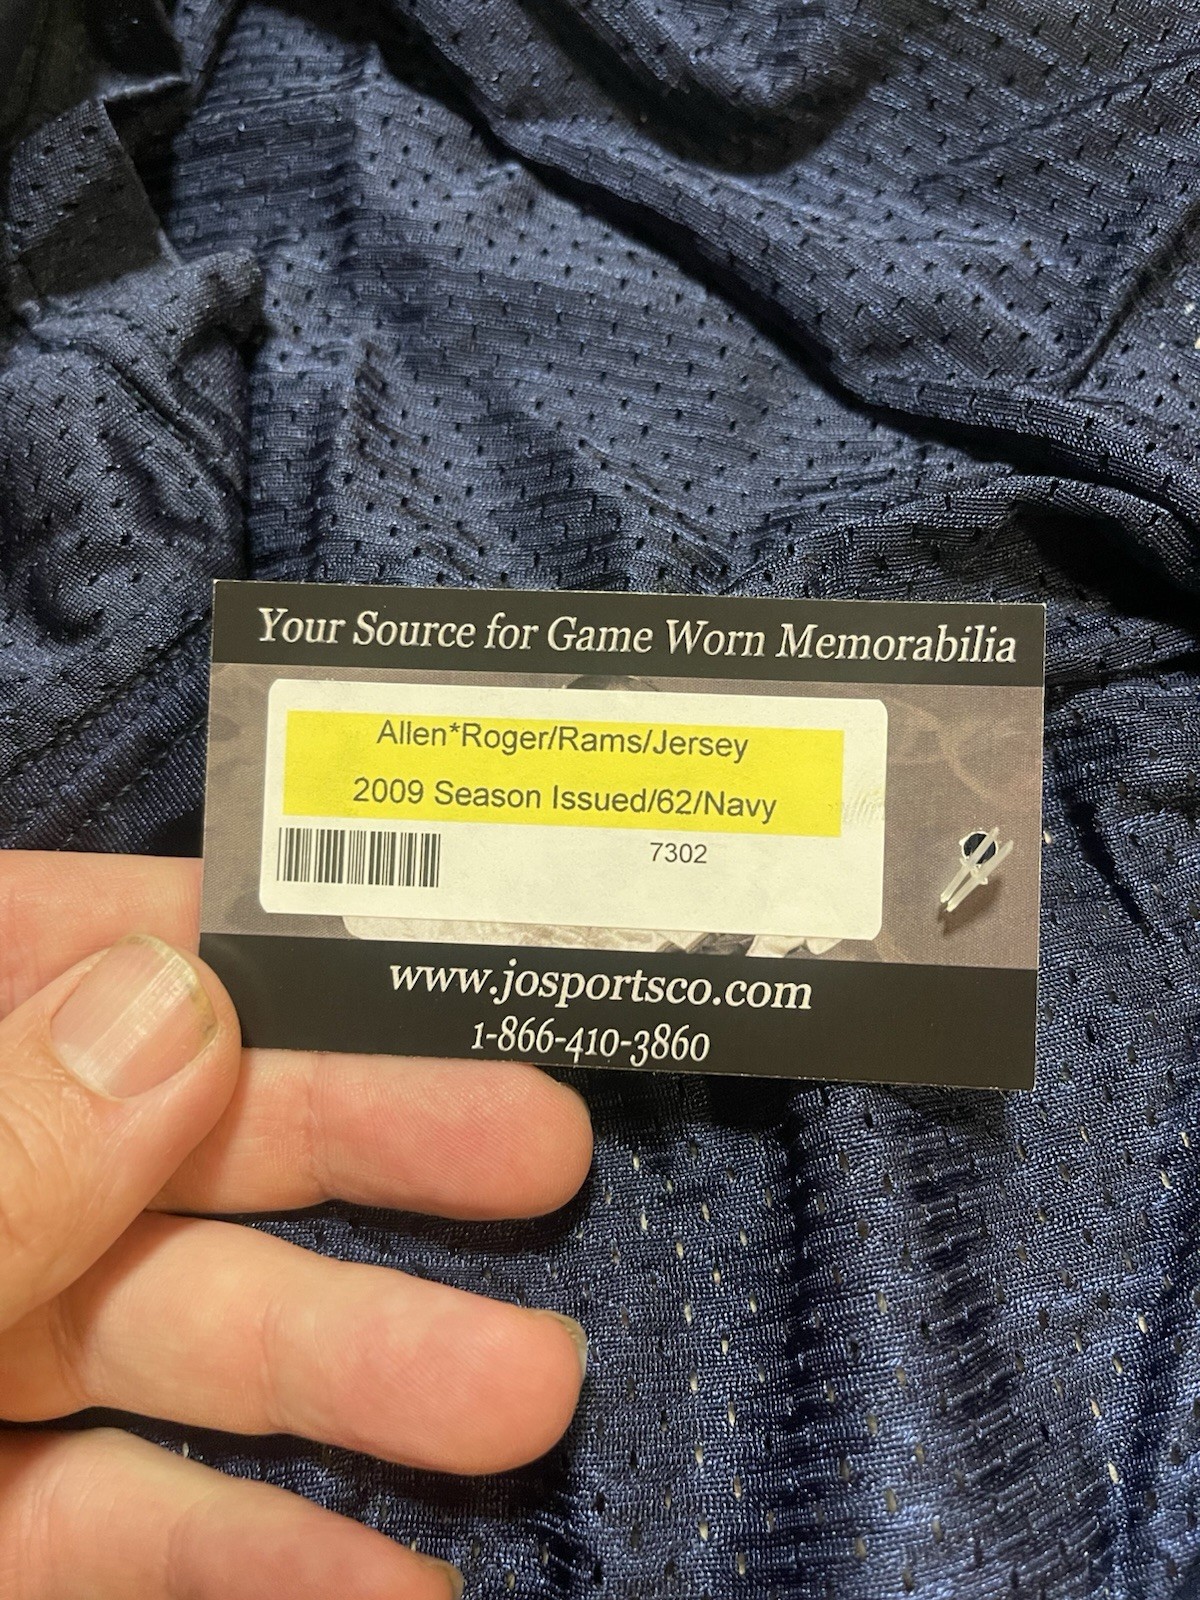 Your Source for Game Worn Memorabilia
Allen*Roger/Rams/Jersey
2009 Season Issued/62/Navy
7302
www.josportsco.com
1-866-410-3860